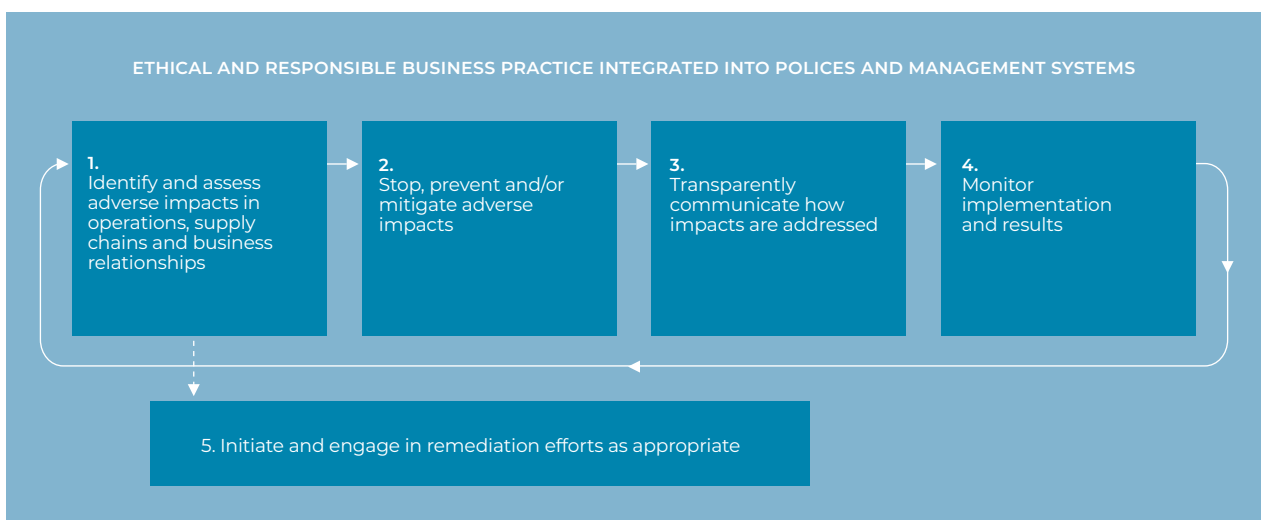 ETHICAL AND RESPONSIBLE BUSINESS PRACTICE INTEGRATED INTO POLICES AND MANAGEMENT SYSTEMS
1.
Identify and assess
adverse impacts in
operations, supply
chains and business
relationships
2.
Stop, prevent and/or
mitigate adverse
impacts
3.
Transparently
communicate how
impacts are addressed
4.
Monitor
implementation
and results
5. Initiate and engage in remediation efforts as appropriate